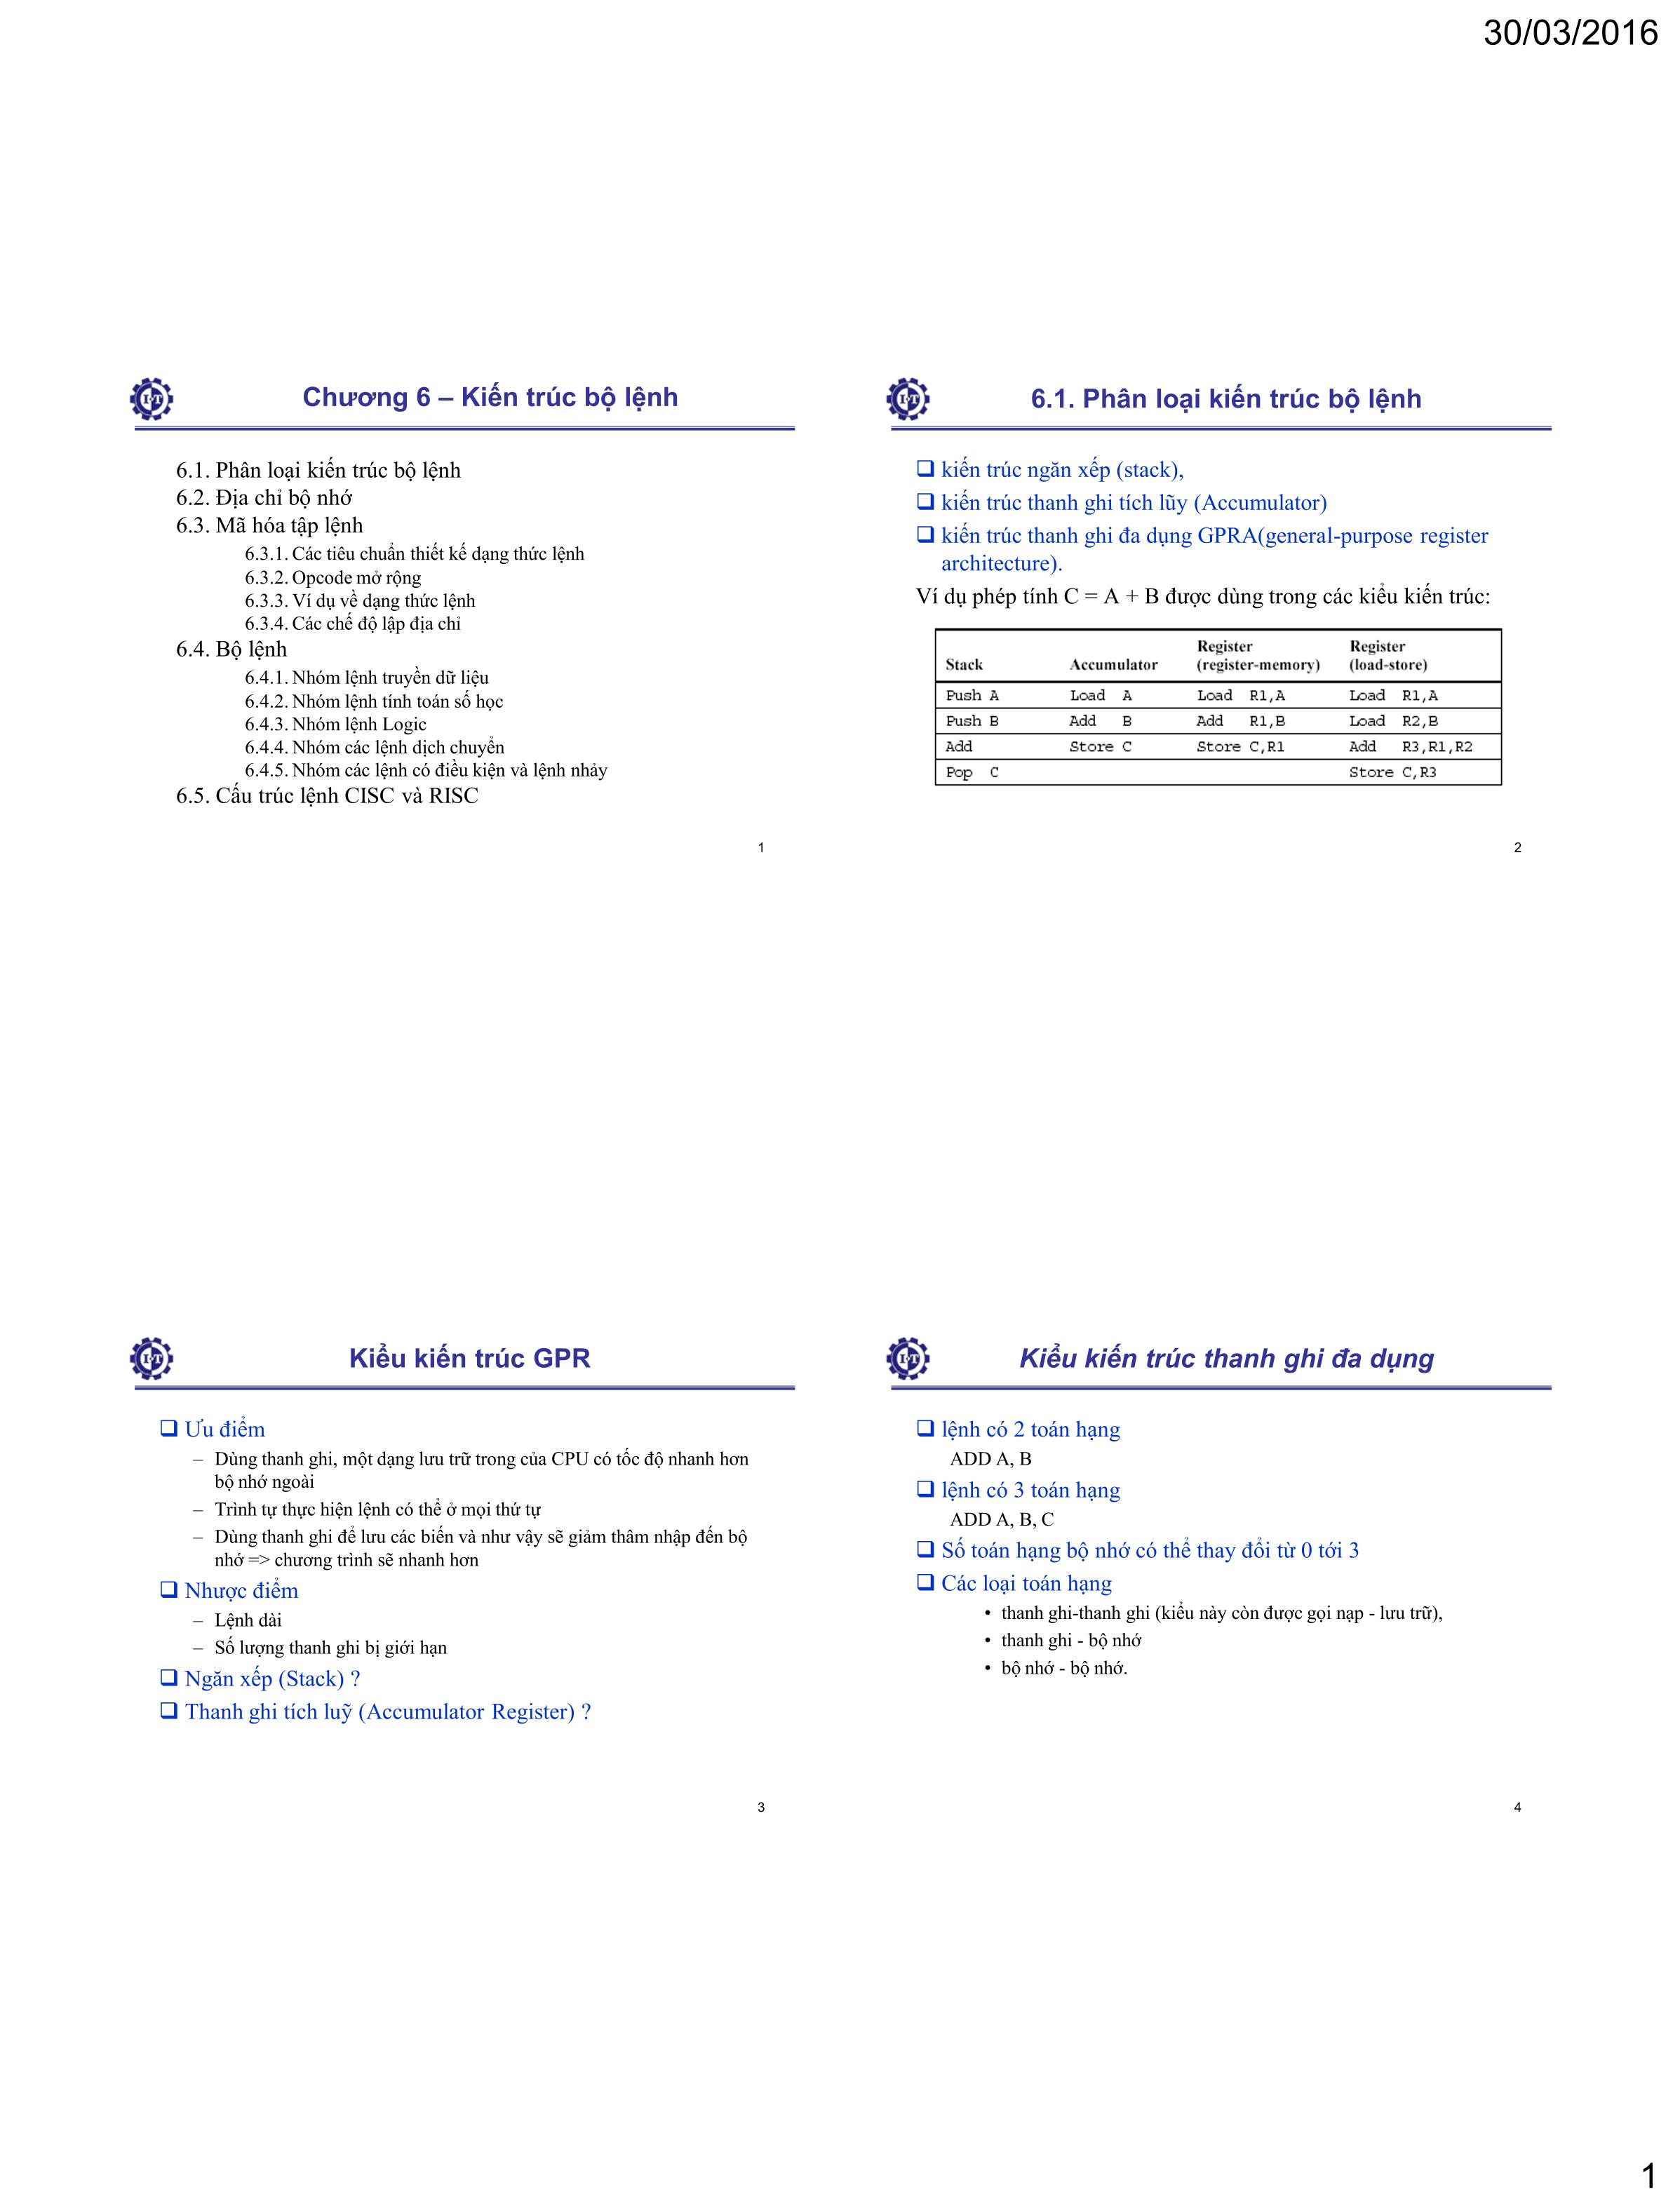 30/03/2016
Chương 6 – Kiến trúc bộ lệnh
6.1. Phân loại kiến trúc bộ lệnh
6.2. Địa chỉ bộ nhớ
6.3. Mã hóa tập lệnh
6.3.1. Các tiêu chuẩn thiết kế dạng thức lệnh
6.3.2. Opcode mở rộng
6.3.3. Ví dụ về dạng thức lệnh
6.3.4. Các chế độ lập địa chỉ
6.4. Bộ lệnh
6.4.1. Nhóm lệnh truyền dữ liệu
6.4.2. Nhóm lệnh tính toán số học
6.4.3. Nhóm lệnh Logic
6.4.4. Nhóm các lệnh dịch chuyển
6.4.5. Nhóm các lệnh có điều kiện và lệnh nhảy
6.5. Cấu trúc lệnh CISC và RISC
1
6.1. Phân loại kiến trúc bộ lệnh
❑ kiến trúc ngăn xếp (stack),
❑ kiến trúc thanh ghi tích lũy (Accumulator)
❑ kiến trúc thanh ghi đa dụng GPRA(general-purpose register
architecture).
Ví dụ phép tính C = A + B được dùng trong các kiểu kiến trúc:
Register Register
Stack Accumulator (register-memory) (load-store)
Push A Load A Load R1,A Load R1,A
Push B Add B Add R1,B Load R2,B
Add Store C Store C,R1 Add R3,R1,R2
Pop C Store C,R3
2
Kiểu kiến trúc GPR
❑ Ưu điểm
– Dùng thanh ghi, một dạng lưu trữ trong của CPU có tốc độ nhanh hơn
bộ nhớ ngoài
– Trình tự thực hiện lệnh có thể ở mọi thứ tự
– Dùng thanh ghi để lưu các biến và như vậy sẽ giảm thâm nhập đến bộ
nhớ => chương trình sẽ nhanh hơn
❑ Nhược điểm
– Lệnh dài
– Số lượng thanh ghi bị giới hạn
❑ Ngăn xếp (Stack) ?
❑ Thanh ghi tích luỹ (Accumulator Register) ?
3
Kiểu kiến trúc thanh ghi đa dụng
❑ lệnh có 2 toán hạng
ADD A, B
❑ lệnh có 3 toán hạng
ADD A, B, C
❑ Số toán hạng bộ nhớ có thể thay đổi từ 0 tới 3
❑ Các loại toán hạng
• thanh ghi-thanh ghi (kiểu này còn được gọi nạp - lưu trữ),
• thanh ghi - bộ nhớ
• bộ nhớ - bộ nhớ.
4
1